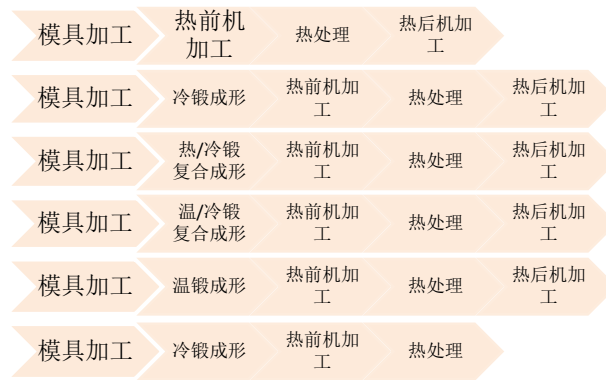 模具加工
热前机
加工
热处理
热后机加
工
模具加工
冷锻成形
热前机加
工
热处理
热后机加
工
模具加工
热/冷锻
复合成形
热前机加
工
热处理
热后机加
工
模具加工
温/冷锻
复合成形
热前机加
工
热处理
热后机加
工
模具加工
温锻成形
热前机加
工
热处理
热后机加
工
模具加工
冷锻成形
热前机加
工
热处理